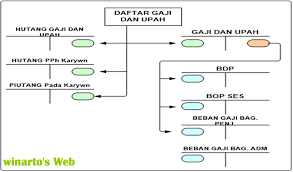 DAFTAR GAJI
DAN UPAH
HUTANG GAJI DAN
UPAH
GAJI DAN UPAH
HUTANG PPh Karywn
BDP
PIUTANG Pada Karywn
BOP SES
BEBAN GAJI BAG.
PENJ.
BEBAN GAJI BAG. ADM
winarto's Web